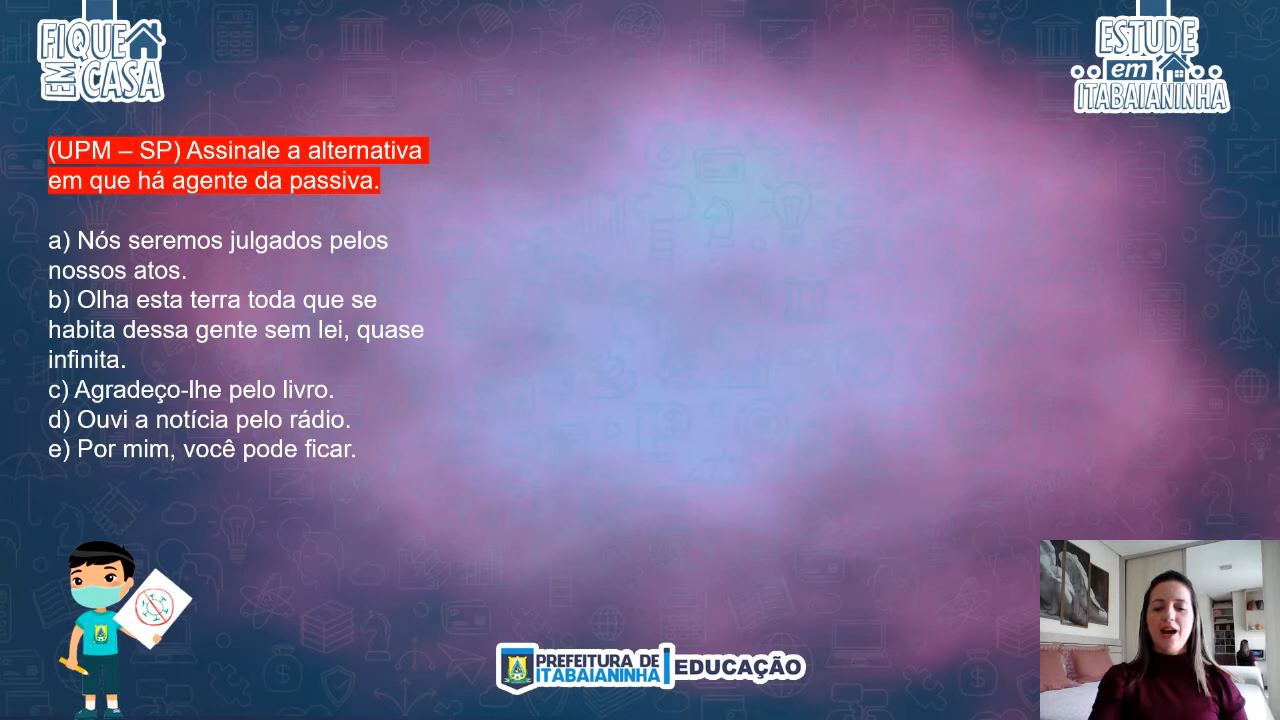 FIQUE
EM
CASA
ESTUDE
em
ITABAIANINHA
(UPM – SP) Assinale a alternativa
em que há agente da passiva.
a) Nós seremos julgados pelos
nossos atos.
b) Olha esta terra toda que se
habita dessa gente sem lei, quase
infinita.
c) Agradeço-lhe pelo livro.
d) Ouvi a notícia pelo rádio.
e) Por mim, você pode ficar.
PREFEITURA DE
ITABAIANINHA
EDUCAÇÃO